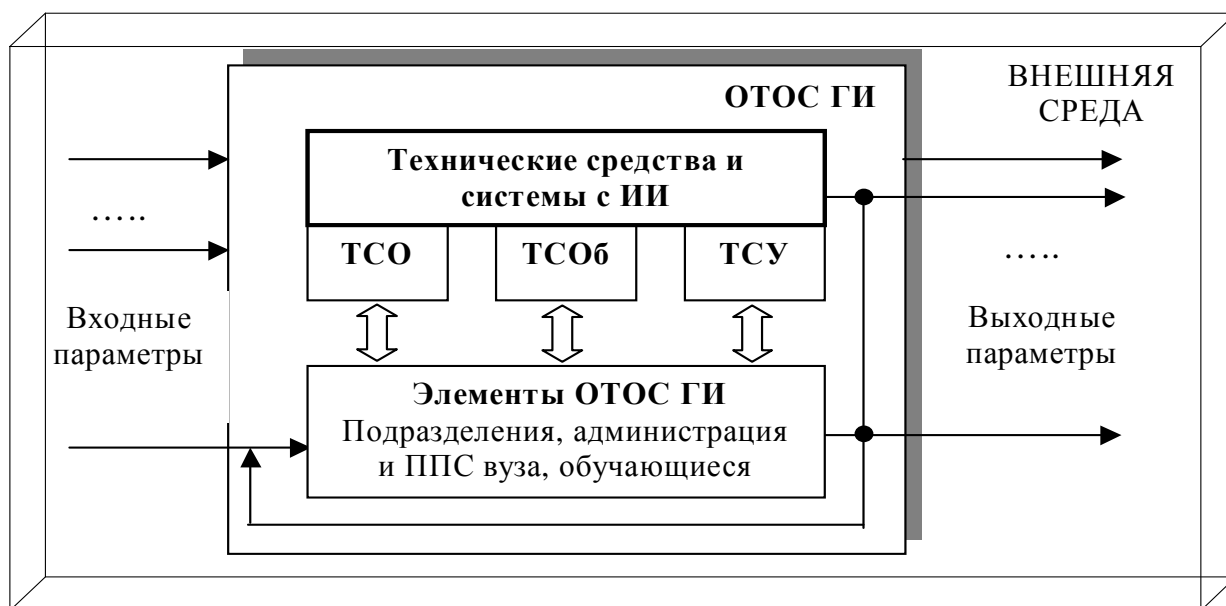 ВНЕШНЯЯ
СРЕДА
ОТОС ГИ
Технические средства и
системы с ИИ
…..
ТСО
ТСОб
ТСУ
…..
Входные
параметры
Выходные
параметры
Элементы ОТОС ГИ
Подразделения, администрация
и ППС вуза, обучающиеся